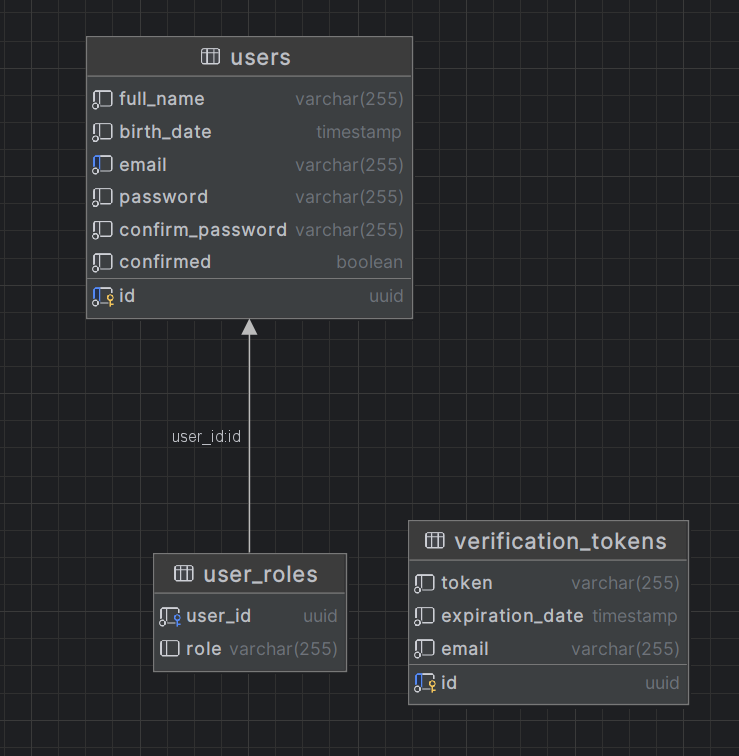 users
full_name varchar(255)
birth_date timestamp
email varchar(255)
password varchar(255)
confirm_password varchar(255)
confirmed boolean
id uuid
user_id:id
user_roles
user_id uuid
role varchar(255)
verification_tokens
token varchar(255)
expiration_date timestamp
email varchar(255)
id uuid